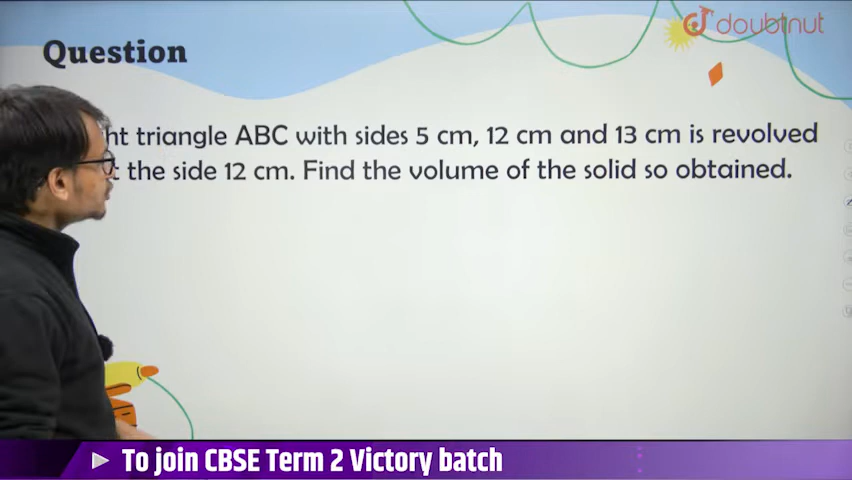 doubtnut
Question
ht triangle ABC with sides 5 cm, 12 cm and 13 cm is revolved
t the side 12 cm. Find the volume of the solid so obtained.
To join CBSE Term 2 Victory batch